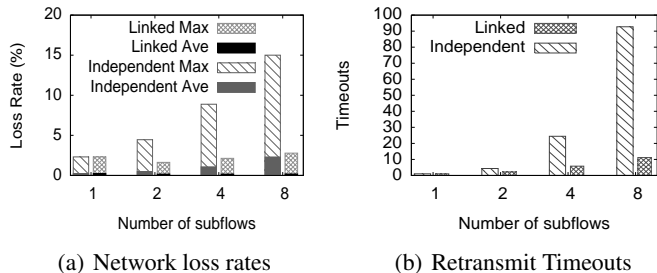 Loss Rate (%)
20
15
10
5
0
Linked Max
Linked Ave
Independent Max
Independent Ave
1 2 4 8
Number of subflows
(a) Network loss rates
Timeouts
100
90
80
70
60
50
40
30
20
10
0
Linked
Independent
1 2 4 8
Number of subflows
(b) Retransmit Timeouts